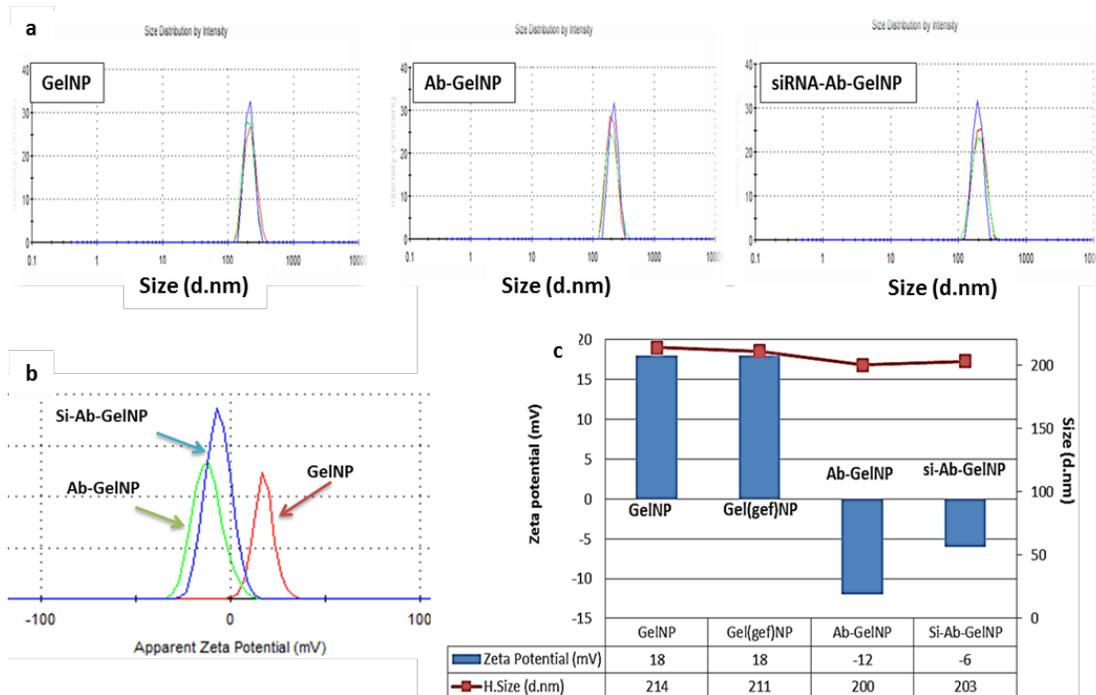 a
Size Distribution by Intensity
GelNP
40
30
20
10
0
0.1 1 10 100 1000
Size (d.nm)
Size Distribution by Intensity
Ab-GelNP
40
30
20
10
0
0.1 1 10 100 1000
Size (d.nm)
Size Distribution by Intensity
siRNA-Ab-GelNP
40
30
20
10
0
0.1 1 10 100 1000
Size (d.nm)
b
Si-Ab-GelNP
Ab-GelNP
GelNP
-100 0 100
Apparent Zeta Potential (mV)
c
Zeta potential (mV)
20
15
10
5
0
-5
-10
-15
GelNP
Gel(gef)NP
Ab-GelNP
si-Ab-GelNP
200
150
100
50
0
Size (d.nm)
GelNP Gel(gef)NP Ab-GelNP Si-Ab-GelNP
Zeta Potential (mV) 18 18 -12 -6
H.Size (d.nm) 214 211 200 203